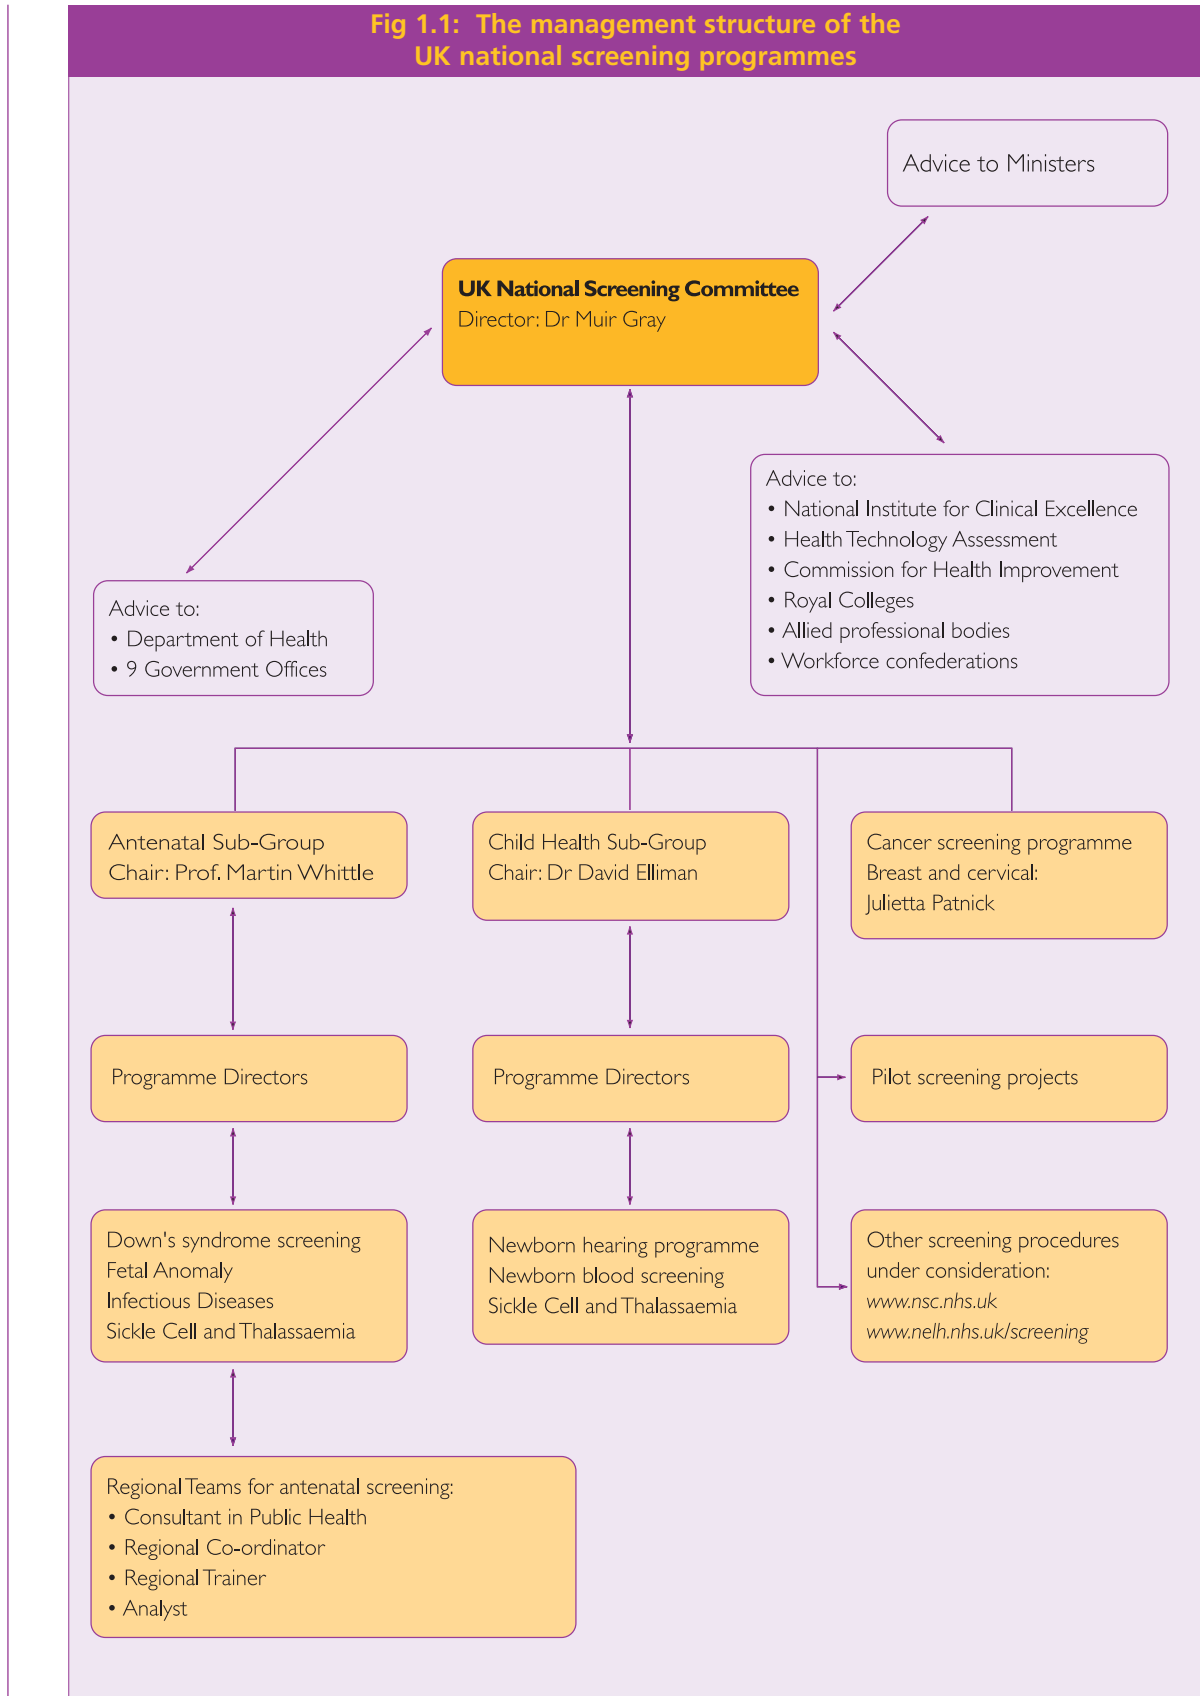 Fig 1.1: The management structure of the
UK national screening programmes
Advice to Ministers
UK National Screening Committee
Director: Dr Muir Gray
Advice to:
• National Institute for Clinical Excellence
• Health Technology Assessment
• Commission for Health Improvement
• Royal Colleges
• Allied professional bodies
• Workforce confederations
Advice to:
• Department of Health
• 9 Government Offices
Antenatal Sub-Group
Chair: Prof. Martin Whittle
Child Health Sub-Group
Chair: Dr David Elliman
Cancer screening programme
Breast and cervical:
Julietta Patnick
Programme Directors
Programme Directors
Pilot screening projects
Down's syndrome screening
Fetal Anomaly
Infectious Diseases
Sickle Cell and Thalassaemia
Newborn hearing programme
Newborn blood screening
Sickle Cell and Thalassaemia
Other screening procedures
under consideration:
www.nsc.nhs.uk
www.nelh.nhs.uk/screening
Regional Teams for antenatal screening:
• Consultant in Public Health
• Regional Co-ordinator
• Regional Trainer
• Analyst